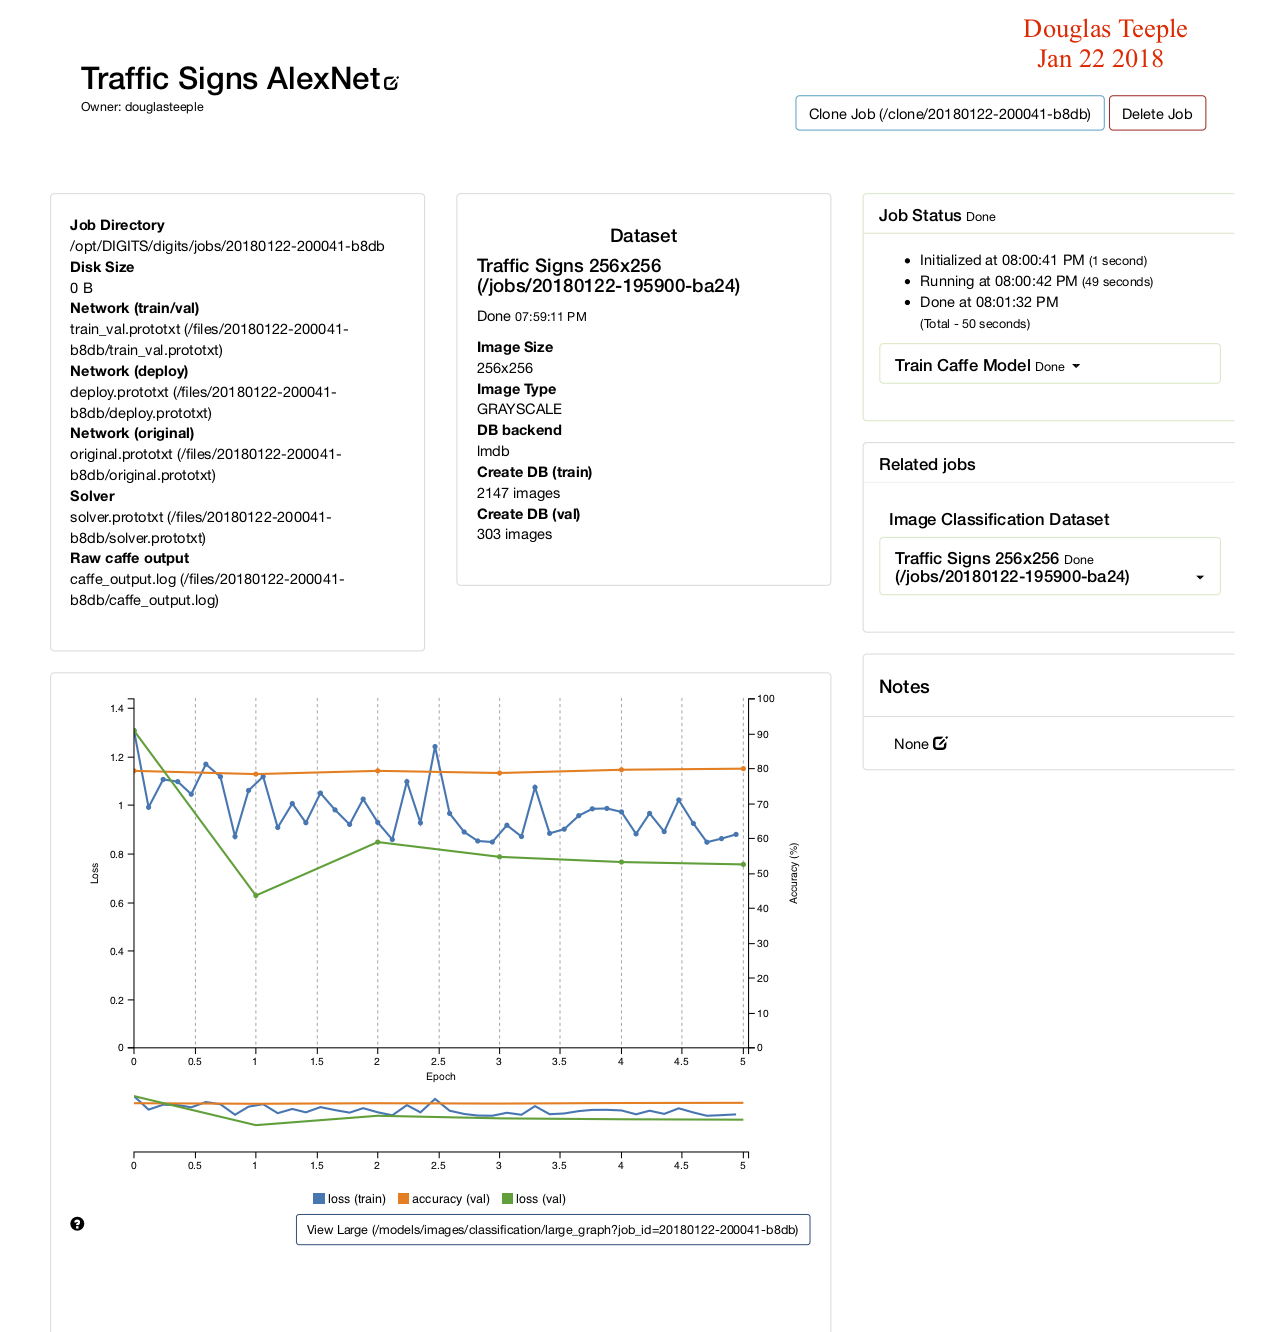 Douglas Teeple
Jan 22 2018
Traffic Signs AlexNet
Owner: douglasteeple
Clone Job (/clone/20180122-200041-b8db)
Delete Job
Job Directory
/opt/DIGITS/digits/jobs/20180122-200041-b8db
Disk Size
0 B
Network (train/val)
train_val.prototxt (/files/20180122-200041-
b8db/train_val.prototxt)
Network (deploy)
deploy.prototxt (/files/20180122-200041-
b8db/deploy.prototxt)
Network (original)
original.prototxt (/files/20180122-200041-
b8db/original.prototxt)
Solver
solver.prototxt (/files/20180122-200041-
b8db/solver.prototxt)
Raw caffe output
caffe_output.log (/files/20180122-200041-
b8db/caffe_output.log)
Dataset
Traffic Signs 256x256
(/jobs/20180122-195900-ba24)
Done 07:59:11 PM
Image Size
256x256
Image Type
GRAYSCALE
DB backend
lmdb
Create DB (train)
2147 images
Create DB (val)
303 images
Job Status Done
Initialized at 08:00:41 PM (1 second)
Running at 08:00:42 PM (49 seconds)
Done at 08:01:32 PM
(Total - 50 seconds)
Train Caffe Model Done
Related jobs
Image Classification Dataset
Traffic Signs 256x256 Done
(/jobs/20180122-195900-ba24)
Notes
None
1.4
1.2
1
0.8
0.6
0.4
0.2
0
Loss
100
90
80
70
60
50
40
30
20
10
0
Accuracy (%)
0 0.5 1 1.5 2 2.5 3 3.5 4 4.5 5
Epoch
0 0.5 1 1.5 2 2.5 3 3.5 4 4.5 5
loss (train) accuracy (val) loss (val)
View Large (/models/images/classification/large_graph?job_id=20180122-200041-b8db)